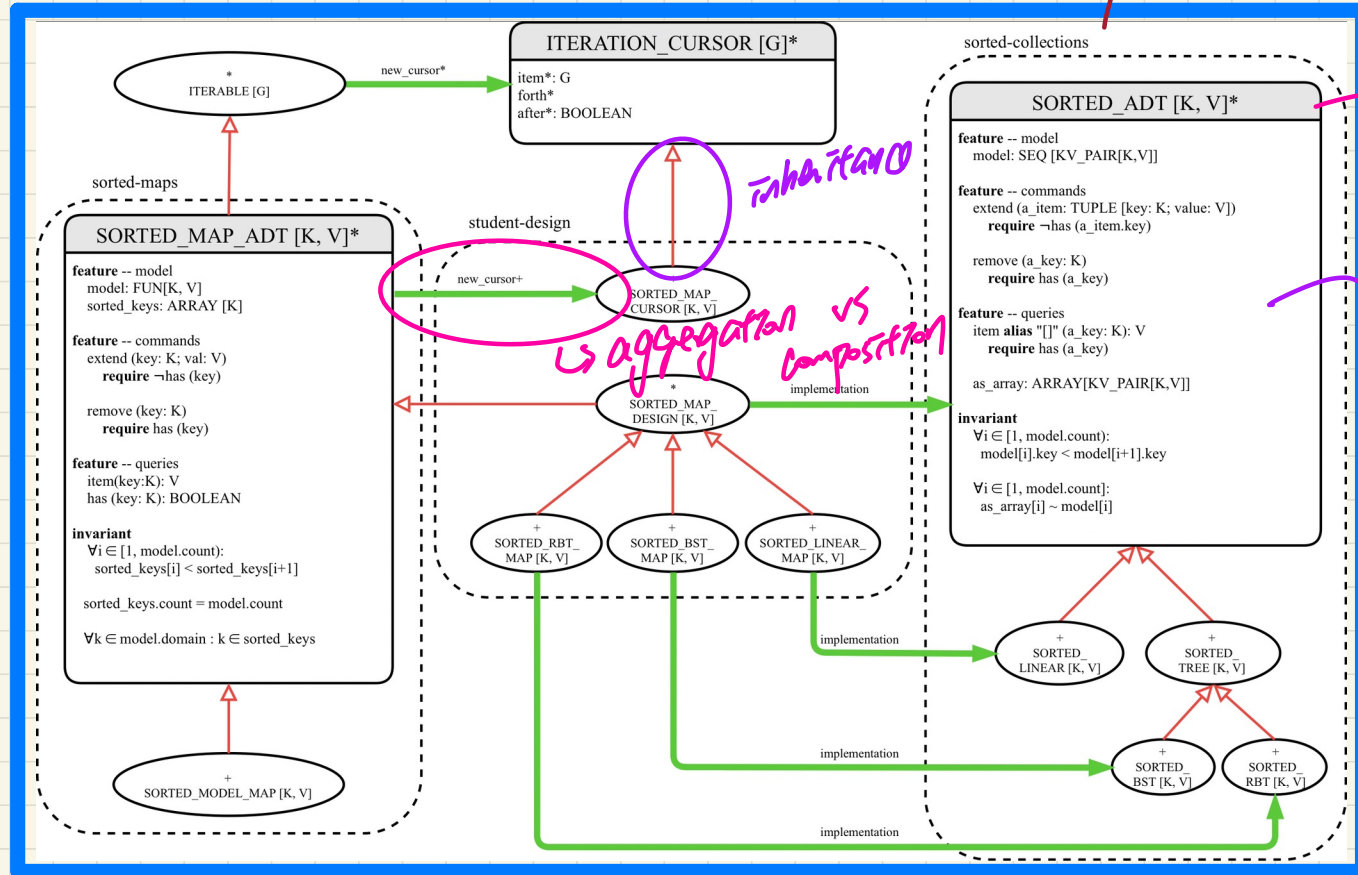 *
ITERABLE [G]
new_cursor*
ITERATION_CURSOR [G]*
item*: G
forth*
after*: BOOLEAN
inheritance
sorted-maps
SORTED_MAP_ADT [K, V]*
feature -- model
model: FUN[K, V]
sorted_keys: ARRAY [K]
feature -- commands
extend (key: K; val: V)
require ¬has (key)
remove (key: K)
require has (key)
feature -- queries
item(key:K): V
has (key: K): BOOLEAN
invariant
∀i ∈ [1, model.count):
sorted_keys[i] < sorted_keys[i+1]
sorted_keys.count = model.count
∀k ∈ model.domain : k ∈ sorted_keys
+
SORTED_MODEL_MAP [K, V]
student-design
new_cursor+
SORTED_MAP_
CURSOR [K, V]
↳ aggregation vs
composition
*
SORTED_MAP_
DESIGN [K, V]
implementation
+
SORTED_RBT_
MAP [K, V]
+
SORTED_BST_
MAP [K, V]
+
SORTED_LINEAR_
MAP [K, V]
sorted-collections
SORTED_ADT [K, V]*
feature -- model
model: SEQ [KV_PAIR[K,V]]
feature -- commands
extend (a_item: TUPLE [key: K; value: V])
require ¬has (a_item.key)
remove (a_key: K)
require has (a_key)
feature -- queries
item alias "[]" (a_key: K): V
require has (a_key)
as_array: ARRAY[KV_PAIR[K,V]]
invariant
∀i ∈ [1, model.count):
model[i].key < model[i+1].key
∀i ∈ [1, model.count]:
as_array[i] ~ model[i]
implementation
+
SORTED_
LINEAR [K, V]
+
SORTED_
TREE [K, V]
implementation
+
SORTED_
BST [K, V]
+
SORTED_
RBT [K, V]
implementation